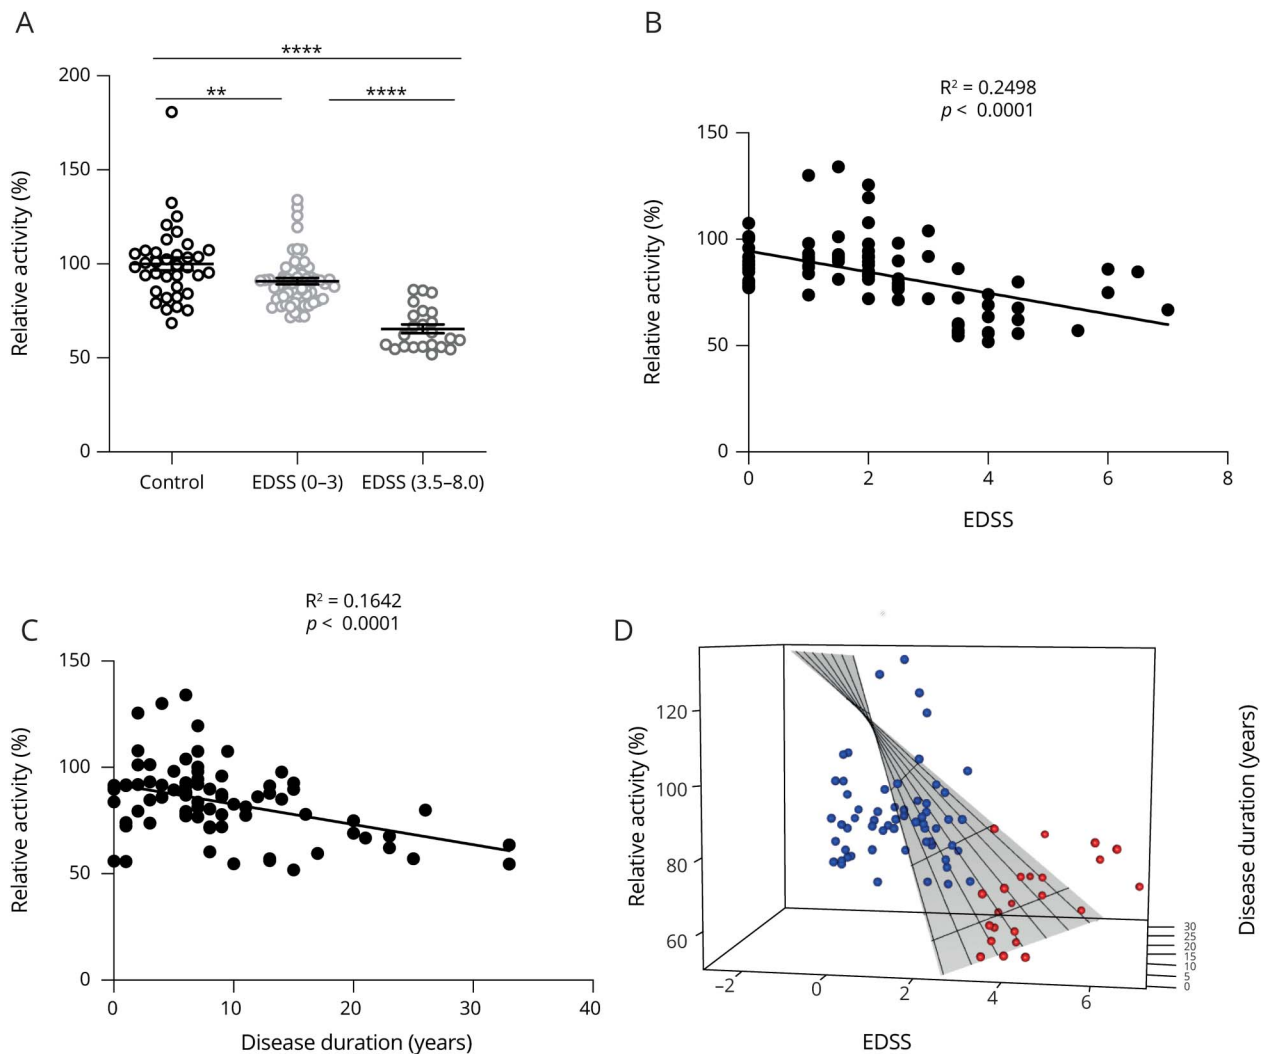 A
****
**
****
200
150
100
50
0
Relative activity (%)
Control
EDSS (0–3)
EDSS (3.5–8.0)
B
R² = 0.2498
p < 0.0001
150
100
50
0
Relative activity (%)
0
2
4
6
8
EDSS
C
R² = 0.1642
p < 0.0001
150
100
50
0
Relative activity (%)
0
10
20
30
40
Disease duration (years)
D
120
100
80
60
Relative activity (%)
−2
0
2
4
6
EDSS
30
25
20
15
10
5
0
Disease duration (years)